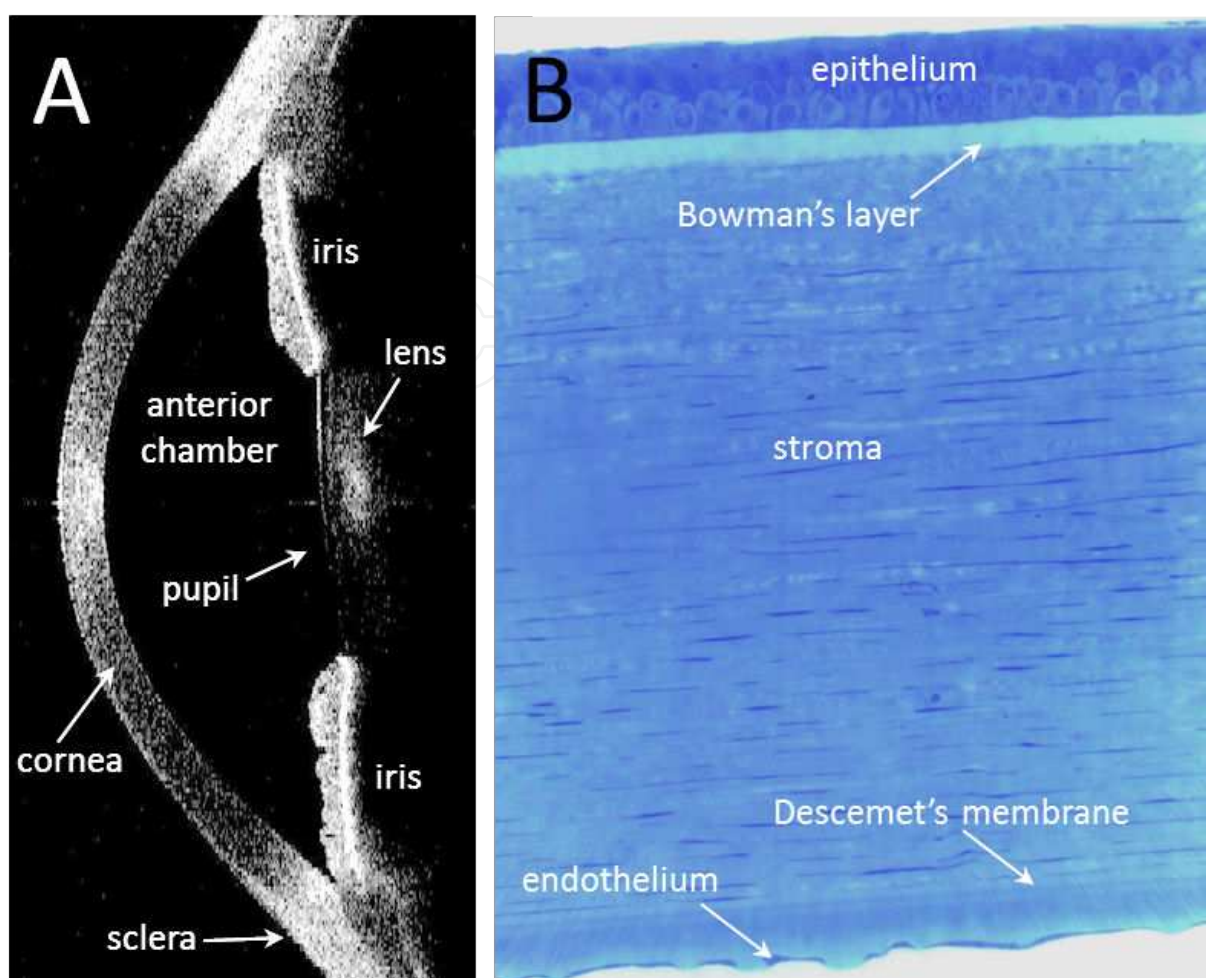 A
iris
lens
anterior
chamber
pupil
cornea
iris
sclera
B
epithelium
Bowman's layer
stroma
Descemet's membrane
endothelium